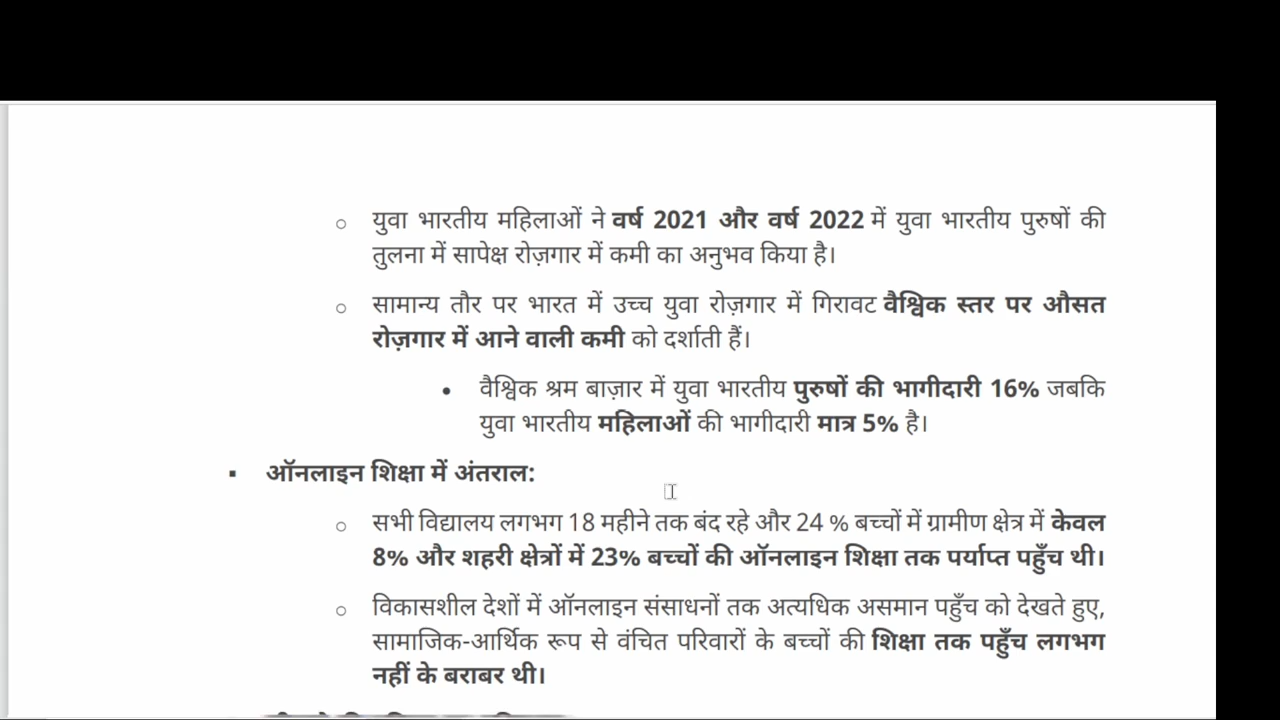 ○ युवा भारतीय महिलाओं ने वर्ष 2021 और वर्ष 2022 में युवा भारतीय पुरुषों की
तुलना में सापेक्ष रोज़गार में कमी का अनुभव किया है।
○ सामान्य तौर पर भारत में उच्च युवा रोज़गार में गिरावट वैश्विक स्तर पर औसत
रोज़गार में आने वाली कमी को दर्शाती हैं।
• वैश्विक श्रम बाज़ार में युवा भारतीय पुरुषों की भागीदारी 16% जबकि
युवा भारतीय महिलाओं की भागीदारी मात्र 5% है।
▪ ऑनलाइन शिक्षा में अंतराल:
○ सभी विद्यालय लगभग 18 महीने तक बंद रहे और 24 % बच्चों में ग्रामीण क्षेत्र में केवल
8% और शहरी क्षेत्रों में 23% बच्चों की ऑनलाइन शिक्षा तक पर्याप्त पहुँच थी।
○ विकासशील देशों में ऑनलाइन संसाधनों तक अत्यधिक असमान पहुँच को देखते हुए,
सामाजिक-आर्थिक रूप से वंचित परिवारों के बच्चों की शिक्षा तक पहुँच लगभग
नहीं के बराबर थी।